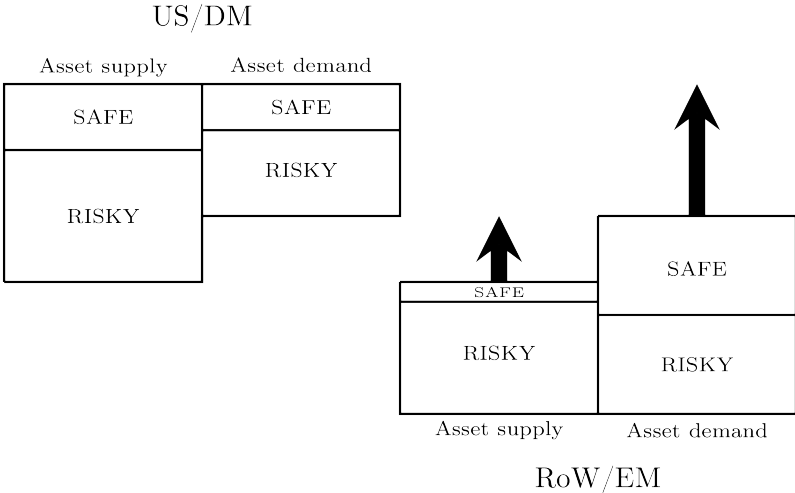 US/DM
Asset supply
Asset demand
SAFE
SAFE
RISKY
RISKY
SAFE
SAFE
RISKY
RISKY
Asset supply
Asset demand
RoW/EM